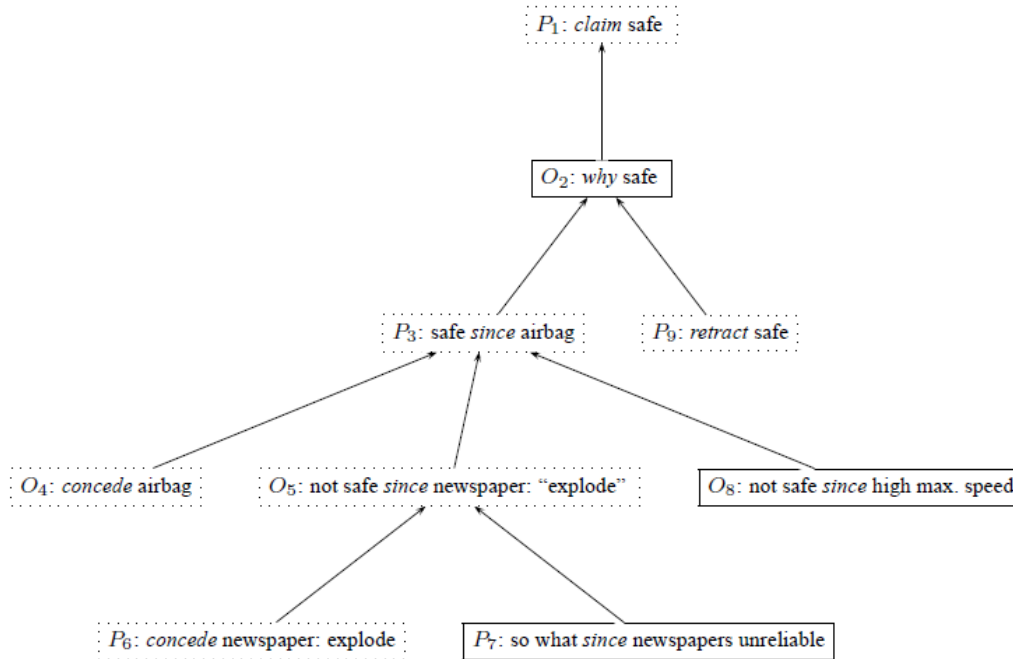 P₁: claim safe
O₂: why safe
P₃: safe since airbag
P₉: retract safe
O₄: concede airbag
O₅: not safe since newspaper: “explode”
O₈: not safe since high max. speed
P₆: concede newspaper: explode
P₇: so what since newspapers unreliable